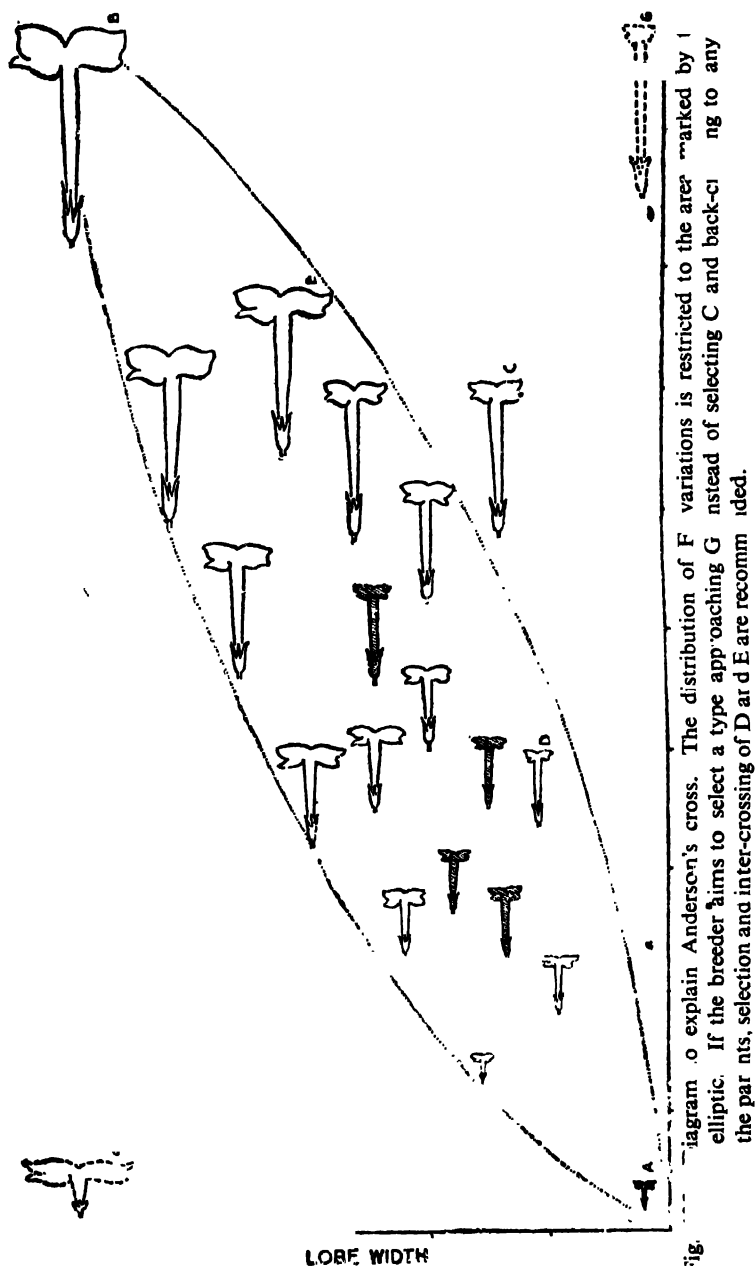 LOBE WIDTH
B
E
C
D
A
G
Fig. iagram .o explain Anderson's cross. The distribution of F variations is restricted to the area marked by
elliptic. If the breeder aims to select a type approaching G nstead of selecting C and back-cr ng to any
the par nts, selection and inter-crossing of D ar d E are recomm ided.